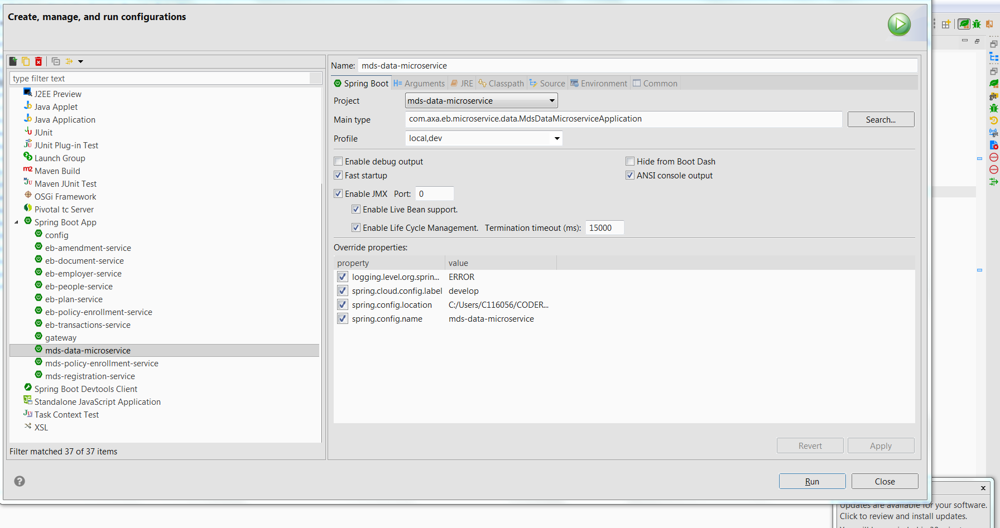 Create, manage, and run configurations
type filter text
J2EE Preview
Java Applet
Java Application
JUnit
JUnit Plug-in Test
Launch Group
Maven Build
Maven JUnit Test
OSGi Framework
Pivotal tc Server
Spring Boot App
config
eb-amendment-service
eb-document-service
eb-employer-service
eb-people-service
eb-plan-service
eb-policy-enrollment-service
eb-transactions-service
gateway
mds-data-microservice
mds-policy-enrollment-service
mds-registration-service
Spring Boot Devtools Client
Standalone JavaScript Application
Task Context Test
XSL
Filter matched 37 of 37 items
Name: mds-data-microservice
Spring Boot Arguments JRE Classpath Source Environment Common
Project mds-data-microservice
Main type com.axa.eb.microservice.data.MdsDataMicroserviceApplication Search...
Profile local,dev
Enable debug output Hide from Boot Dash
Fast startup ANSI console output
Enable JMX Port: 0
Enable Live Bean support.
Enable Life Cycle Management. Termination timeout (ms): 15000
Override properties:
property value
logging.level.org.sprin... ERROR
spring.cloud.config.label develop
spring.config.location C:/Users/C116056/CODER...
spring.config.name mds-data-microservice
Revert Apply
Run Close
Updates are available for your software.
Click to review and install updates.